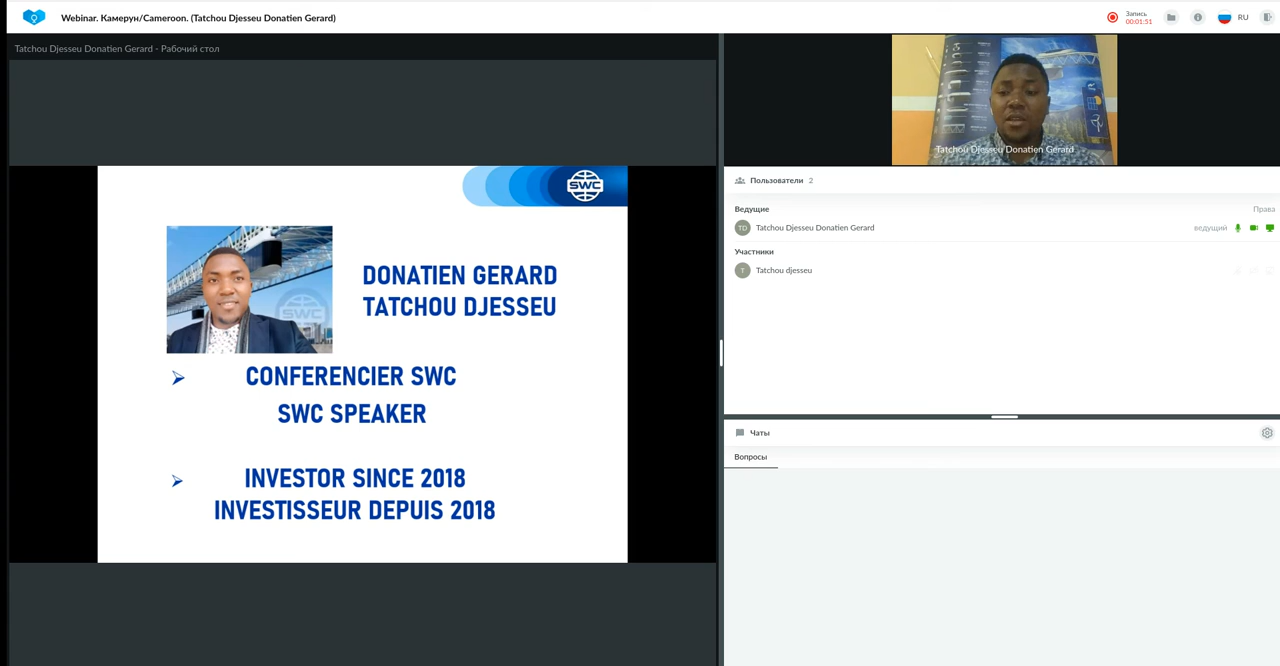 Webinar. Камерун/Cameroon. (Tatchou Djesseu Donatien Gerard)
Запись
00:01:51
RU
Tatchou Djesseu Donatien Gerard - Рабочий стол
Tatchou Djesseu Donatien Gerard
SWC
SWC
DONATIEN GERARD
TATCHOU DJESSEU
CONFERENCIER SWC
SWC SPEAKER
INVESTOR SINCE 2018
INVESTISSEUR DEPUIS 2018
Пользователи 2
Ведущие Права
TD Tatchou Djesseu Donatien Gerard ведущий
Участники
T Tatchou djesseu
Чаты
Вопросы